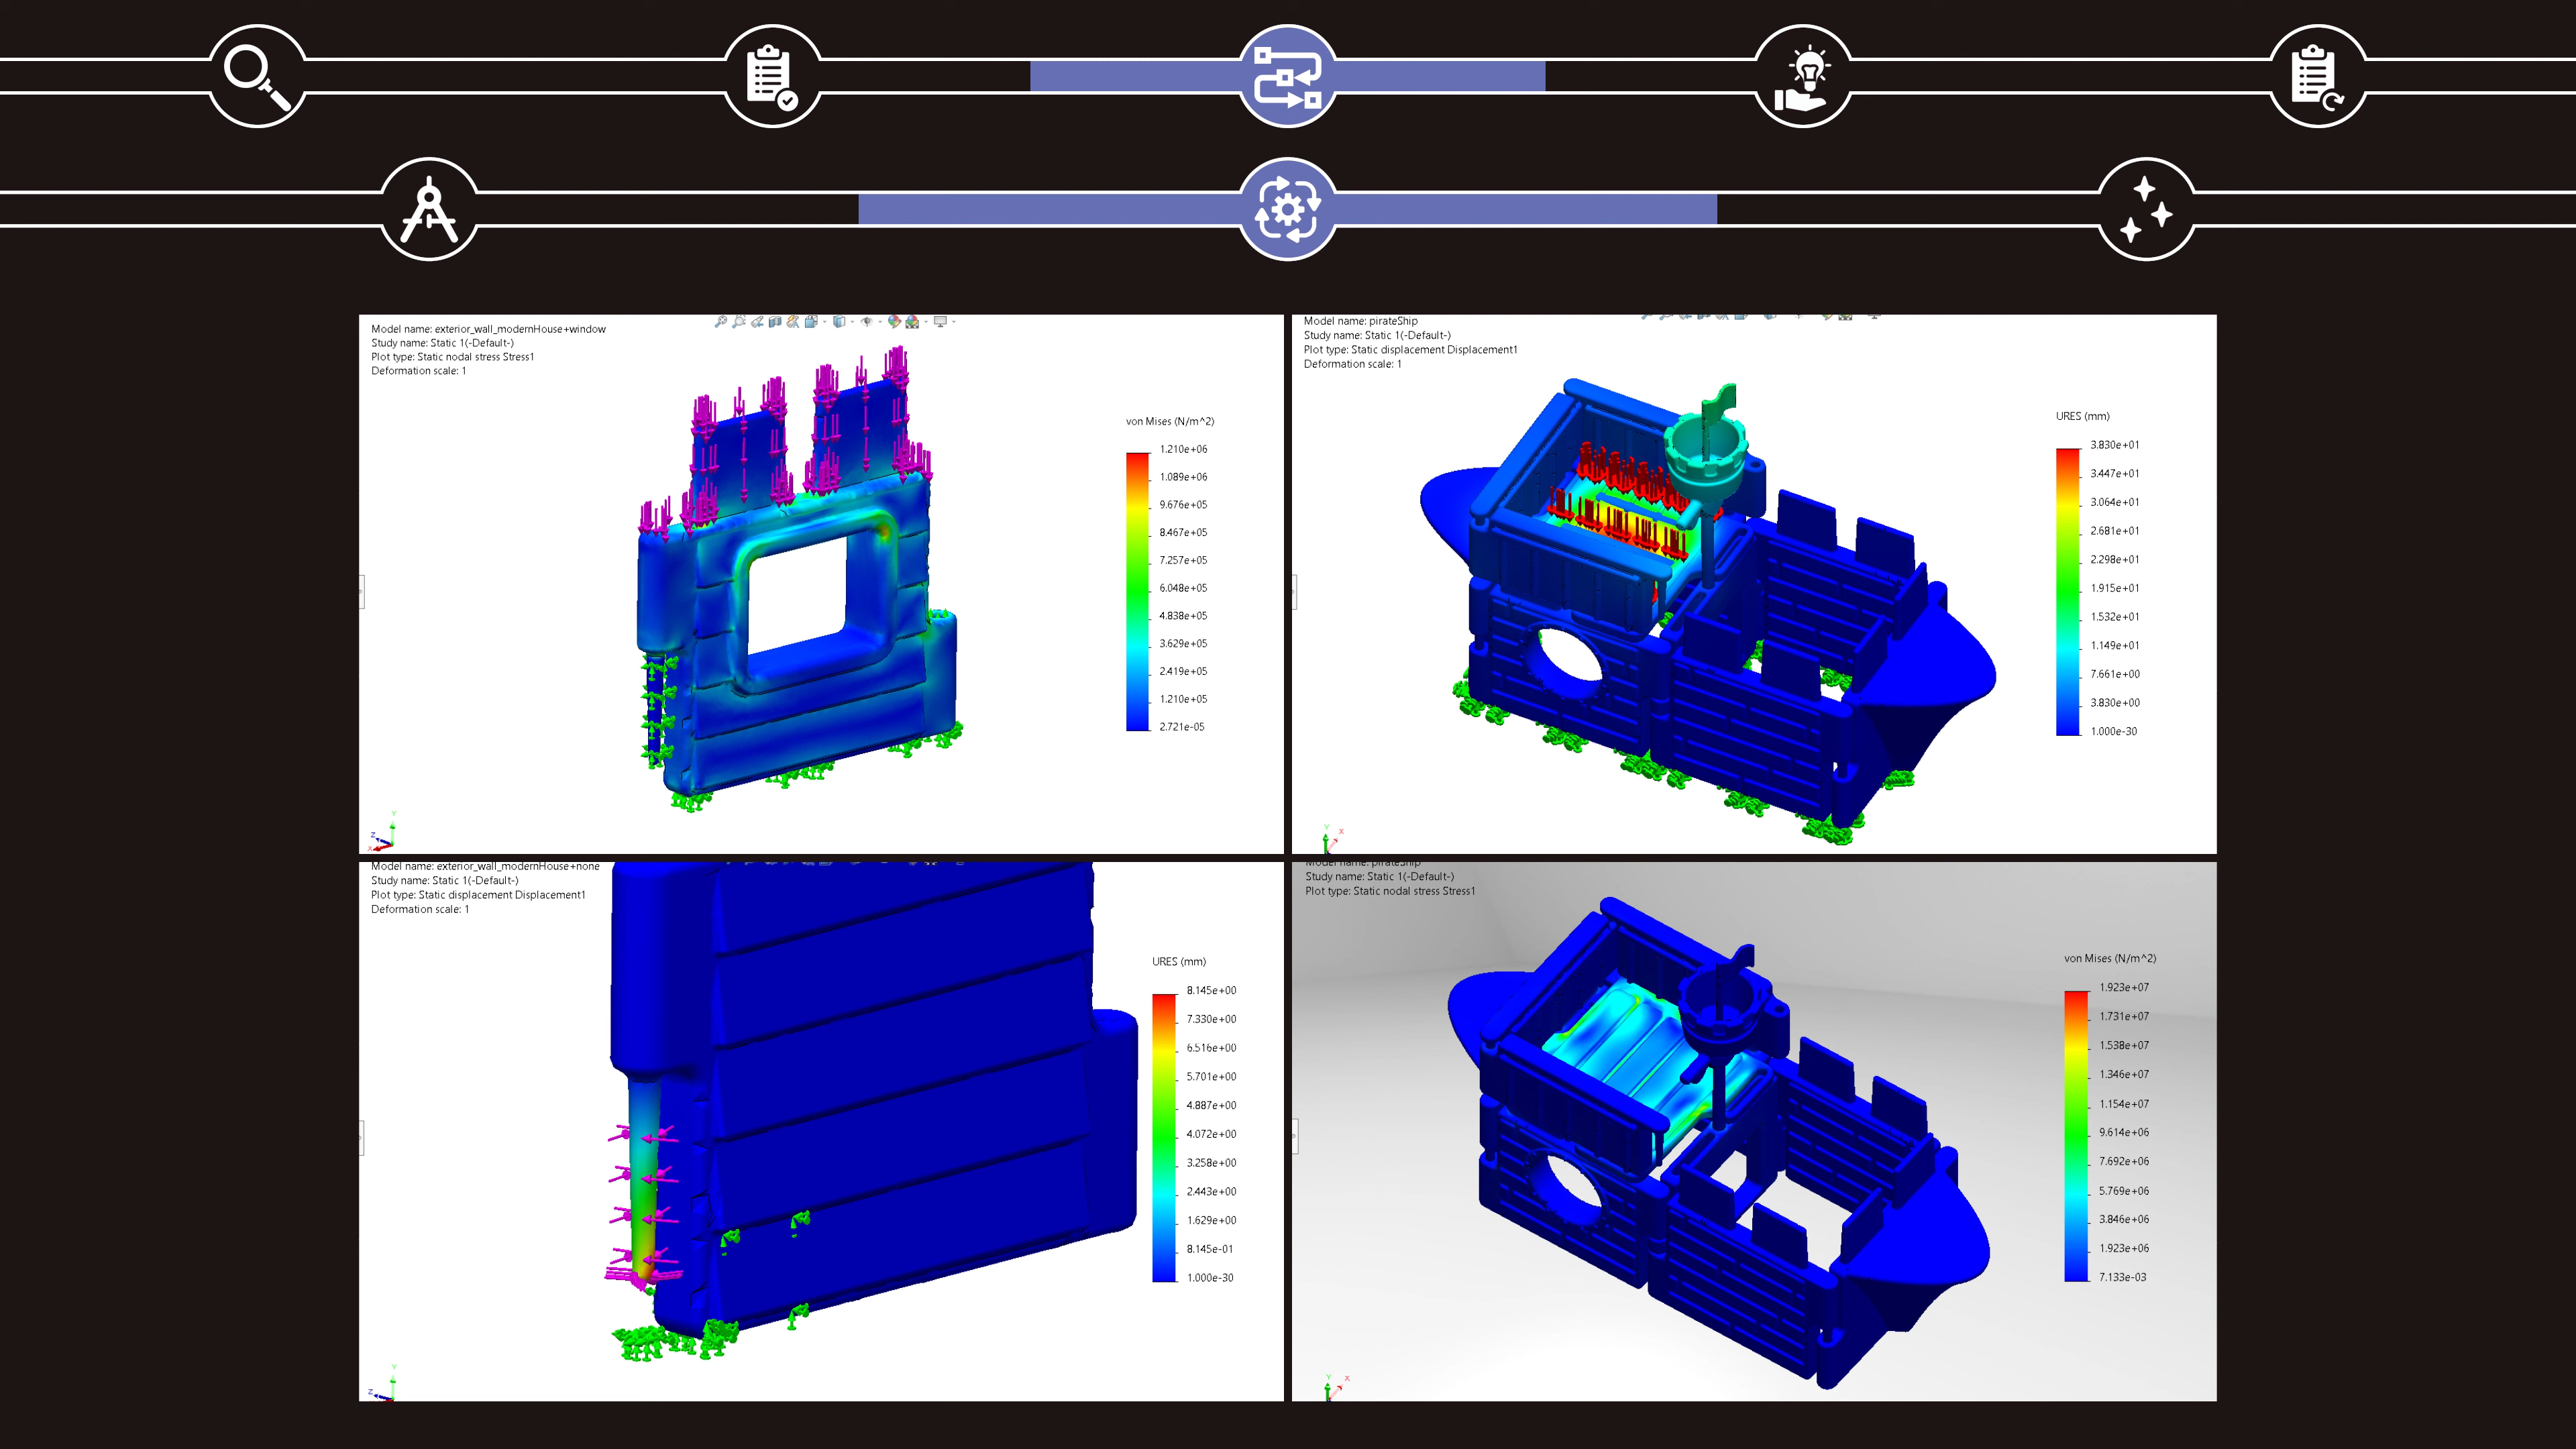 Model name: exterior_wall_modernHouse+window
Study name: Static 1(-Default-)
Plot type: Static nodal stress Stress1
Deformation scale: 1
von Mises (N/m^2)
1.210e+06
1.089e+06
9.676e+05
8.467e+05
7.257e+05
6.048e+05
4.838e+05
3.629e+05
2.419e+05
1.210e+05
2.721e-05
Y
Z
X
Model name: pirateShip
Study name: Static 1(-Default-)
Plot type: Static displacement Displacement1
Deformation scale: 1
URES (mm)
3.830e+01
3.447e+01
3.064e+01
2.681e+01
2.298e+01
1.915e+01
1.532e+01
1.149e+01
7.661e+00
3.830e+00
1.000e-30
Y
X
Model name: exterior_wall_modernHouse+none
Study name: Static 1(-Default-)
Plot type: Static displacement Displacement1
Deformation scale: 1
URES (mm)
8.145e+00
7.330e+00
6.516e+00
5.701e+00
4.887e+00
4.072e+00
3.258e+00
2.443e+00
1.629e+00
8.145e-01
1.000e-30
Y
Z
Model name: pirateShip
Study name: Static 1(-Default-)
Plot type: Static nodal stress Stress1
von Mises (N/m^2)
1.923e+07
1.731e+07
1.538e+07
1.346e+07
1.154e+07
9.614e+06
7.692e+06
5.769e+06
3.846e+06
1.923e+06
7.133e-03
Y
X